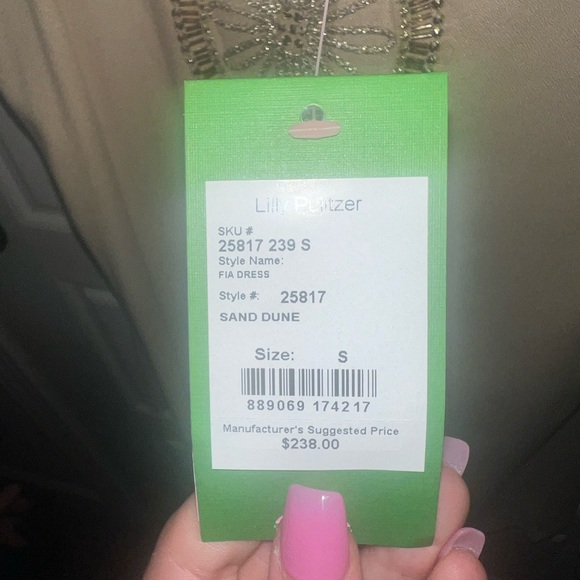 Lilly Pulitzer
SKU #
25817 239 S
Style Name:
FIA DRESS
Style #: 25817
SAND DUNE
Size: S
889069 174217
Manufacturer's Suggested Price
$238.00